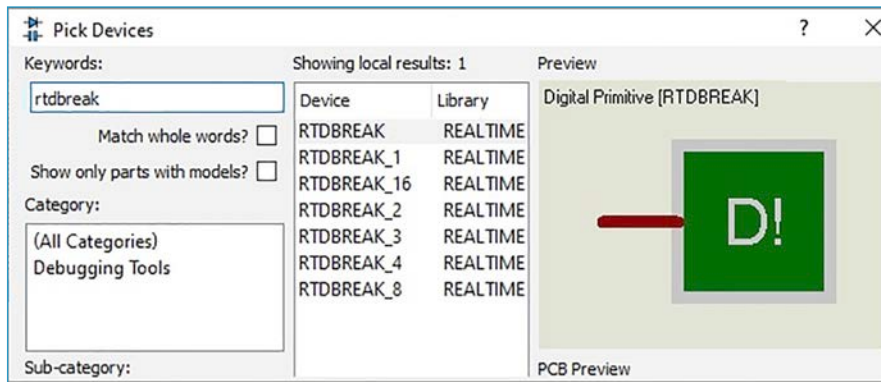 Pick Devices
?
Keywords:
rtdbreak
Match whole words?
Show only parts with models?
Category:
(All Categories)
Debugging Tools
Sub-category:
Showing local results: 1
Device Library
RTDBREAK REALTIME
RTDBREAK_1 REALTIME
RTDBREAK_16 REALTIME
RTDBREAK_2 REALTIME
RTDBREAK_3 REALTIME
RTDBREAK_4 REALTIME
RTDBREAK_8 REALTIME
Preview
Digital Primitive [RTDBREAK]
D!
PCB Preview